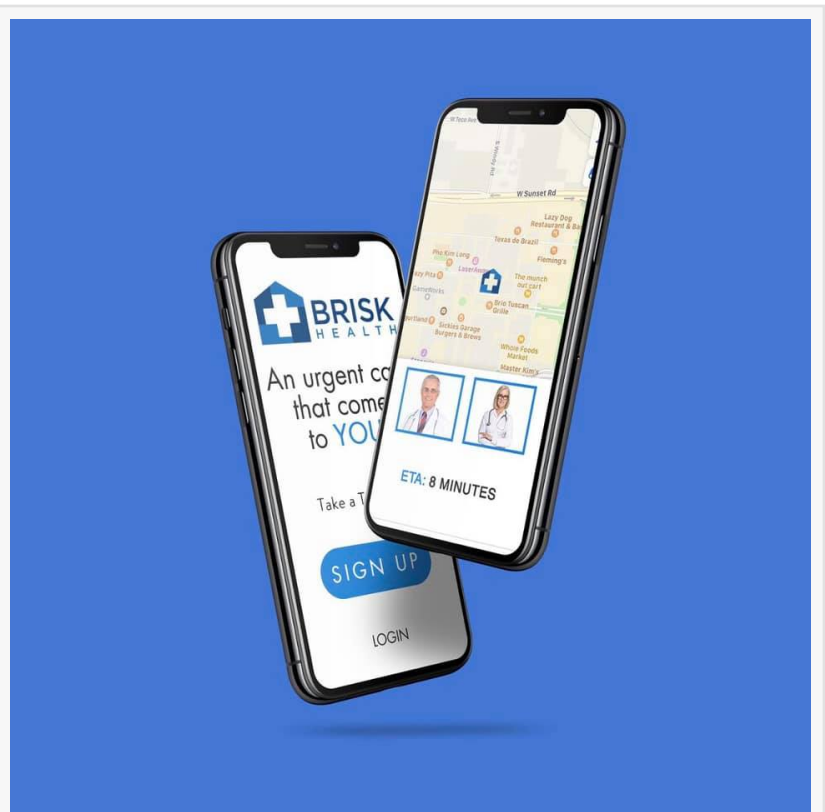 BRISK
HEALTH
An urgent ca
that come
to YOU
Take a T
SIGN UP
LOGIN
W Sunset Rd
Lazy Dog
Restaurant & Ba
Texas de Brazil
Fleming's
Pho Kim Long
The munch
out cart
GameWorks
Brio Tuscan
Grille
Sickies Garage
Burgers & Brews
Whole Foods
Market
Master Kim's
ETA: 8 MINUTES